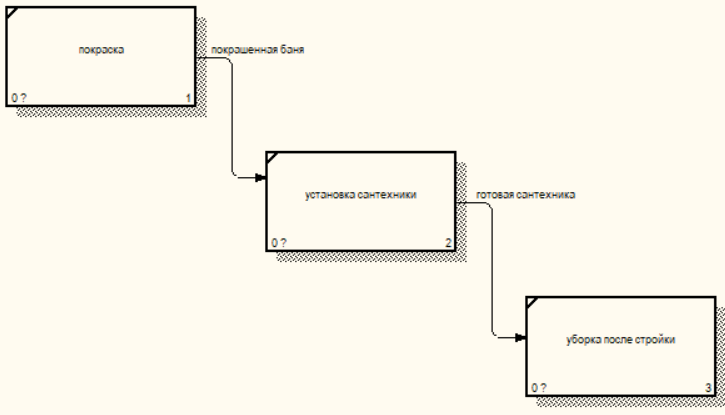 покраска
покрашенная баня
0 ?
1
установка сантехники
готовая сантехника
0 ?
2
уборка после стройки
0 ?
3